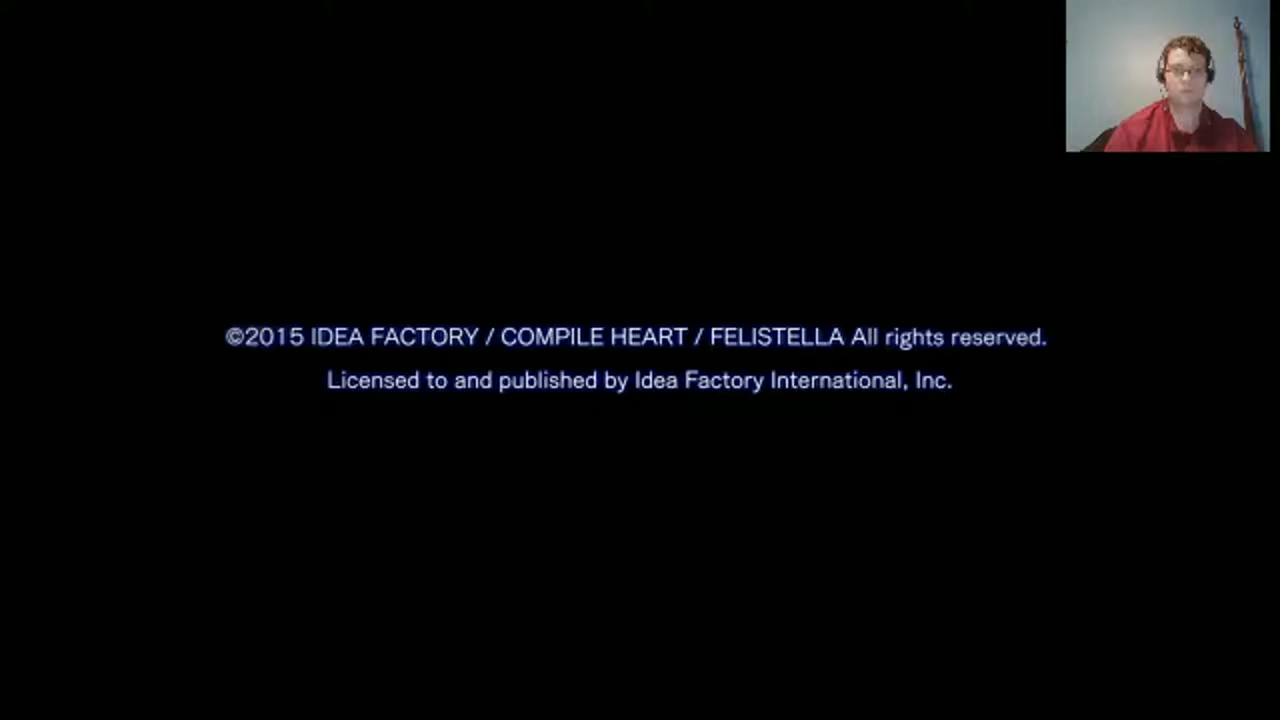 ©2015 IDEA FACTORY / COMPILE HEART / FELISTELLA All rights reserved.
Licensed to and published by Idea Factory International, Inc.